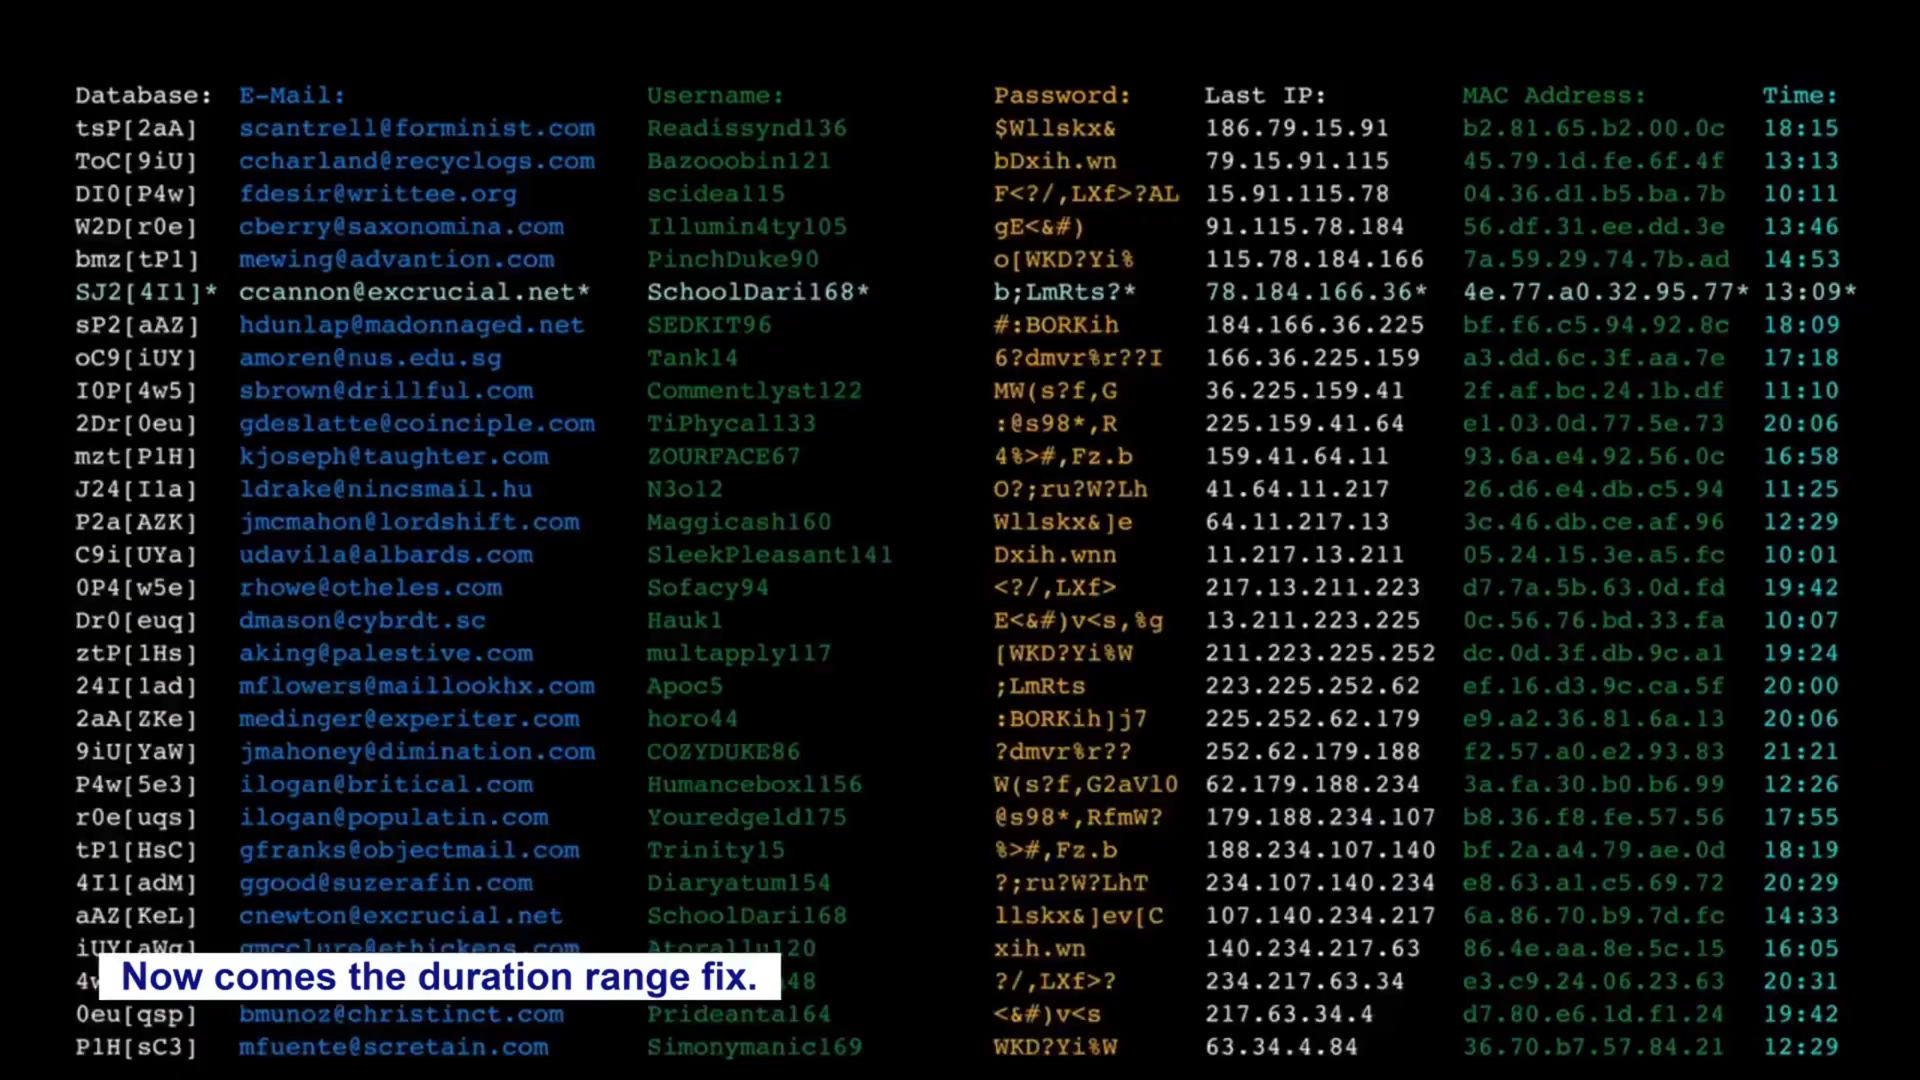 Database: E-Mail: Username: Password: Last IP: MAC Address: Time:
tsP[2aA] scantrell@forminist.com Readissynd136 $Wllskx& 186.79.15.91 b2.81.65.b2.00.0c 18:15
ToC[9iU] ccharland@recyclogs.com Bazooobin121 bDxih.wn 79.15.91.115 45.79.1d.fe.6f.4f 13:13
DI0[P4w] fdesir@writtee.org scidea115 F<?/,LXf>?AL 15.91.115.78 04.36.d1.b5.ba.7b 10:11
W2D[r0e] cberry@saxonomina.com Illumin4ty105 gE<&#) 91.115.78.184 56.df.31.ee.dd.3e 13:46
bmz[tP1] mewing@advantion.com PinchDuke90 o[WKD?Yi% 115.78.184.166 7a.59.29.74.7b.ad 14:53
SJ2[4I1]* ccannon@excrucial.net* SchoolDari168* b;LmRts?* 78.184.166.36* 4e.77.a0.32.95.77* 13:09*
sP2[aAZ] hdunlap@madonnaged.net SEDKIT96 #:BORKih 184.166.36.225 bf.f6.c5.94.92.8c 18:09
oC9[iUY] amoren@nus.edu.sg Tank14 6?dmvr%r??I 166.36.225.159 a3.dd.6c.3f.aa.7e 17:18
I0P[4w5] sbrown@drillful.com Commentlyst122 MW(s?f,G 36.225.159.41 2f.af.bc.24.1b.df 11:10
2Dr[0eu] gdeslatte@coinciple.com TiPhycal133 :@s98*,R 225.159.41.64 e1.03.0d.77.5e.73 20:06
mzt[P1H] kjoseph@taughter.com ZOURFACE67 4%>#,Fz.b 159.41.64.11 93.6a.e4.92.56.0c 16:58
J24[I1a] ldrake@nincsmail.hu N3o12 O?;ru?W?Lh 41.64.11.217 26.d6.e4.db.c5.94 11:25
P2a[AZK] jmcmahon@lordshift.com Maggicash160 Wllskx&]e 64.11.217.13 3c.46.db.ce.af.96 12:29
C9i[UYa] udavila@albards.com SleekPleasant141 Dxih.wnn 11.217.13.211 05.24.15.3e.a5.fc 10:01
0P4[w5e] rhowe@otheles.com Sofacy94 <?/,LXf> 217.13.211.223 d7.7a.5b.63.0d.fd 19:42
Dr0[euq] dmason@cybrdt.sc Hauk1 E<&#)v<s,%g 13.211.223.225 0c.56.76.bd.33.fa 10:07
ztP[1Hs] aking@palestive.com multapply117 [WKD?Yi%W 211.223.225.252 dc.0d.3f.db.9c.a1 19:24
24I[1ad] mflowers@maillookhx.com Apoc5 ;LmRts 223.225.252.62 ef.16.d3.9c.ca.5f 20:00
2aA[ZKe] medinger@experiter.com horo44 :BORKih]j7 225.252.62.179 e9.a2.36.81.6a.13 20:06
9iU[YaW] jmahoney@dimination.com COZYDUKE86 ?dmvr%r?? 252.62.179.188 f2.57.a0.e2.93.83 21:21
P4w[5e3] ilogan@britical.com Humancebox1156 W(s?f,G2aVl0 62.179.188.234 3a.fa.30.b0.b6.99 12:26
r0e[uqs] ilogan@populatin.com Youredgeld175 @s98*,RfmW? 179.188.234.107 b8.36.f8.fe.57.56 17:55
tP1[HsC] gfranks@objectmail.com Trinity15 %>#,Fz.b 188.234.107.140 bf.2a.a4.79.ae.0d 18:19
4I1[adM] ggood@suzerafin.com Diaryatum154 ?;ru?W?LhT 234.107.140.234 e8.63.a1.c5.69.72 20:29
aAZ[KeL] cnewton@excrucial.net SchoolDari168 llskx&]ev[C 107.140.234.217 6a.86.70.b9.7d.fc 14:33
iUY[aWq] gmcclure@ethickens.com Atorallu120 xih.wn 140.234.217.63 86.4e.aa.8e.5c.15 16:05
48 ?/,LXf>? 234.217.63.34 e3.c9.24.06.23.63 20:31
Now comes the duration range fix.
0eu[qsp] bmunoz@christinct.com Prideanta164 <&#)v<s 217.63.34.4 d7.80.e6.1d.f1.24 19:42
P1H[sC3] mfuente@scretain.com Simonymanic169 WKD?Yi%W 63.34.4.84 36.70.b7.57.84.21 12:29